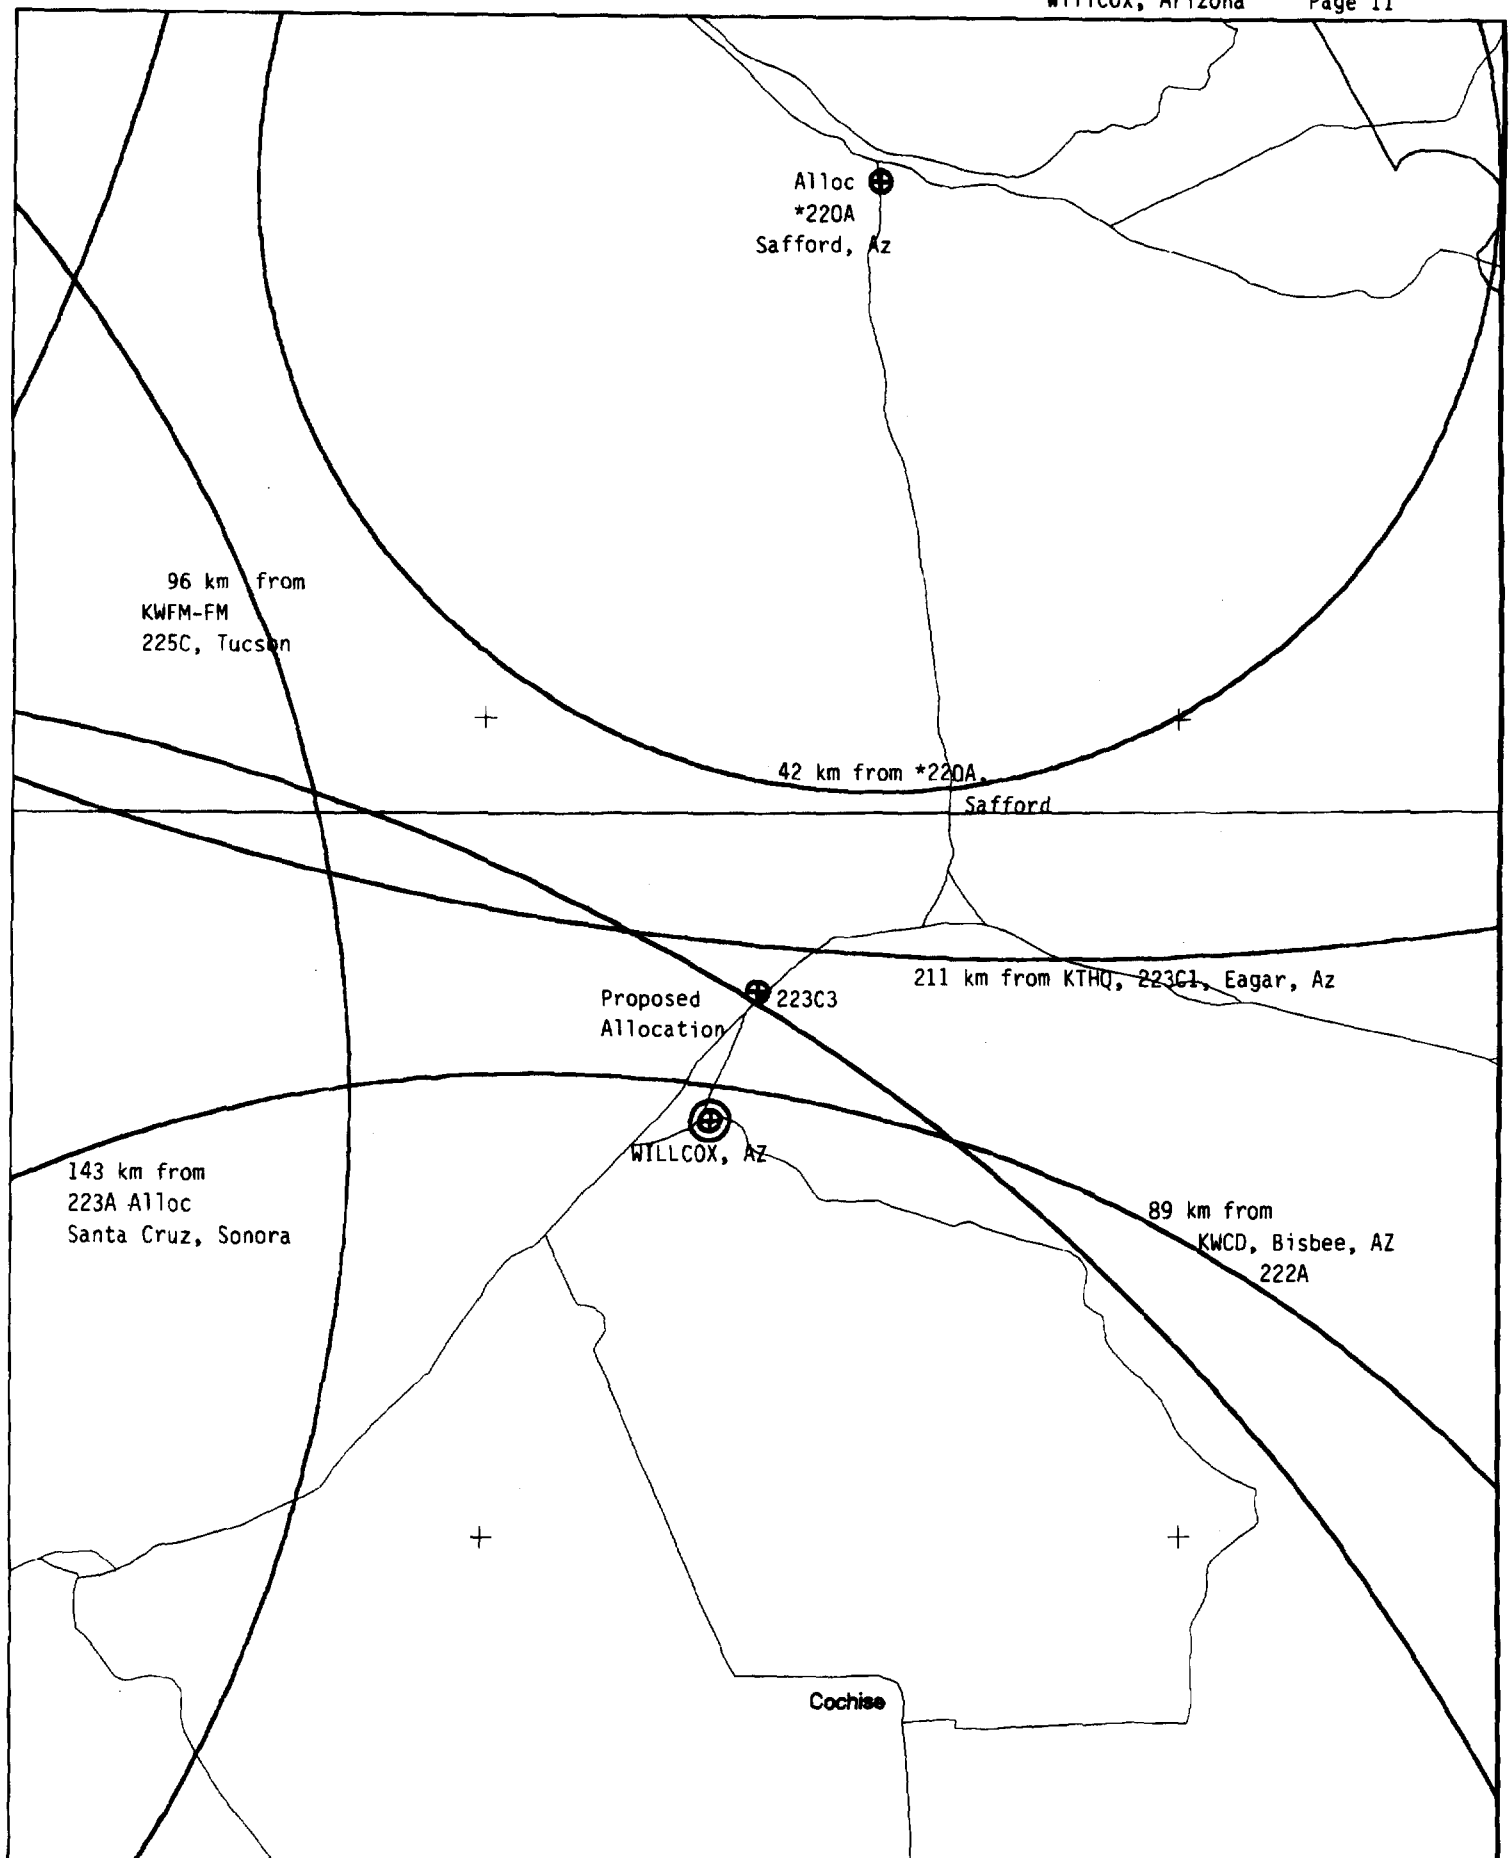 Willcox, Arizona Page 11
Alloc
*220A
Safford, Az
96 km from
KWFM-FM
225C, Tucson
42 km from *220A,
Safford
211 km from KTHQ, 223C1, Eagar, Az
Proposed
Allocation
223C3
WILLCOX, AZ
143 km from
223A Alloc
Santa Cruz, Sonora
89 km from
KWCD, Bisbee, AZ
222A
Cochise